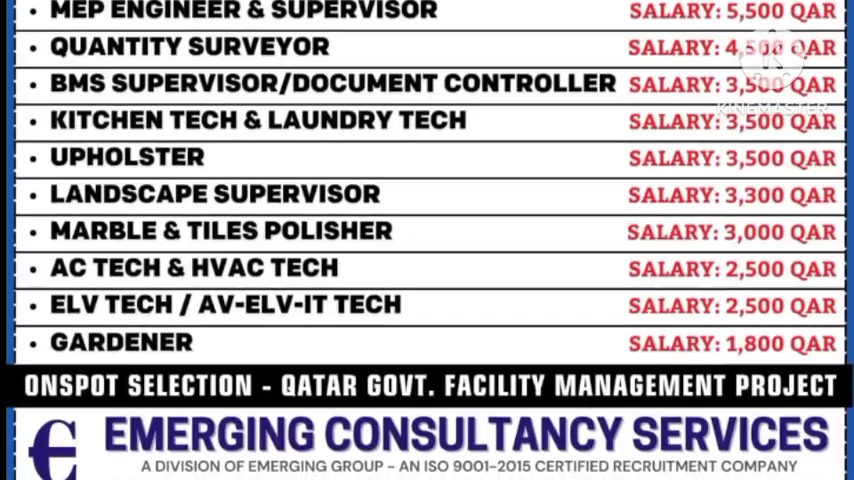 • MEP ENGINEER & SUPERVISOR SALARY: 5,500 QAR
• QUANTITY SURVEYOR SALARY: 4,500 QAR
• BMS SUPERVISOR/DOCUMENT CONTROLLER SALARY: 3,500 QAR
KINEMASTER
• KITCHEN TECH & LAUNDRY TECH SALARY: 3,500 QAR
• UPHOLSTER SALARY: 3,500 QAR
• LANDSCAPE SUPERVISOR SALARY: 3,300 QAR
• MARBLE & TILES POLISHER SALARY: 3,000 QAR
• AC TECH & HVAC TECH SALARY: 2,500 QAR
• ELV TECH / AV-ELV-IT TECH SALARY: 2,500 QAR
• GARDENER SALARY: 1,800 QAR
ONSPOT SELECTION - QATAR GOVT. FACILITY MANAGEMENT PROJECT
EMERGING CONSULTANCY SERVICES
A DIVISION OF EMERGING GROUP - AN ISO 9001-2015 CERTIFIED RECRUITMENT COMPANY